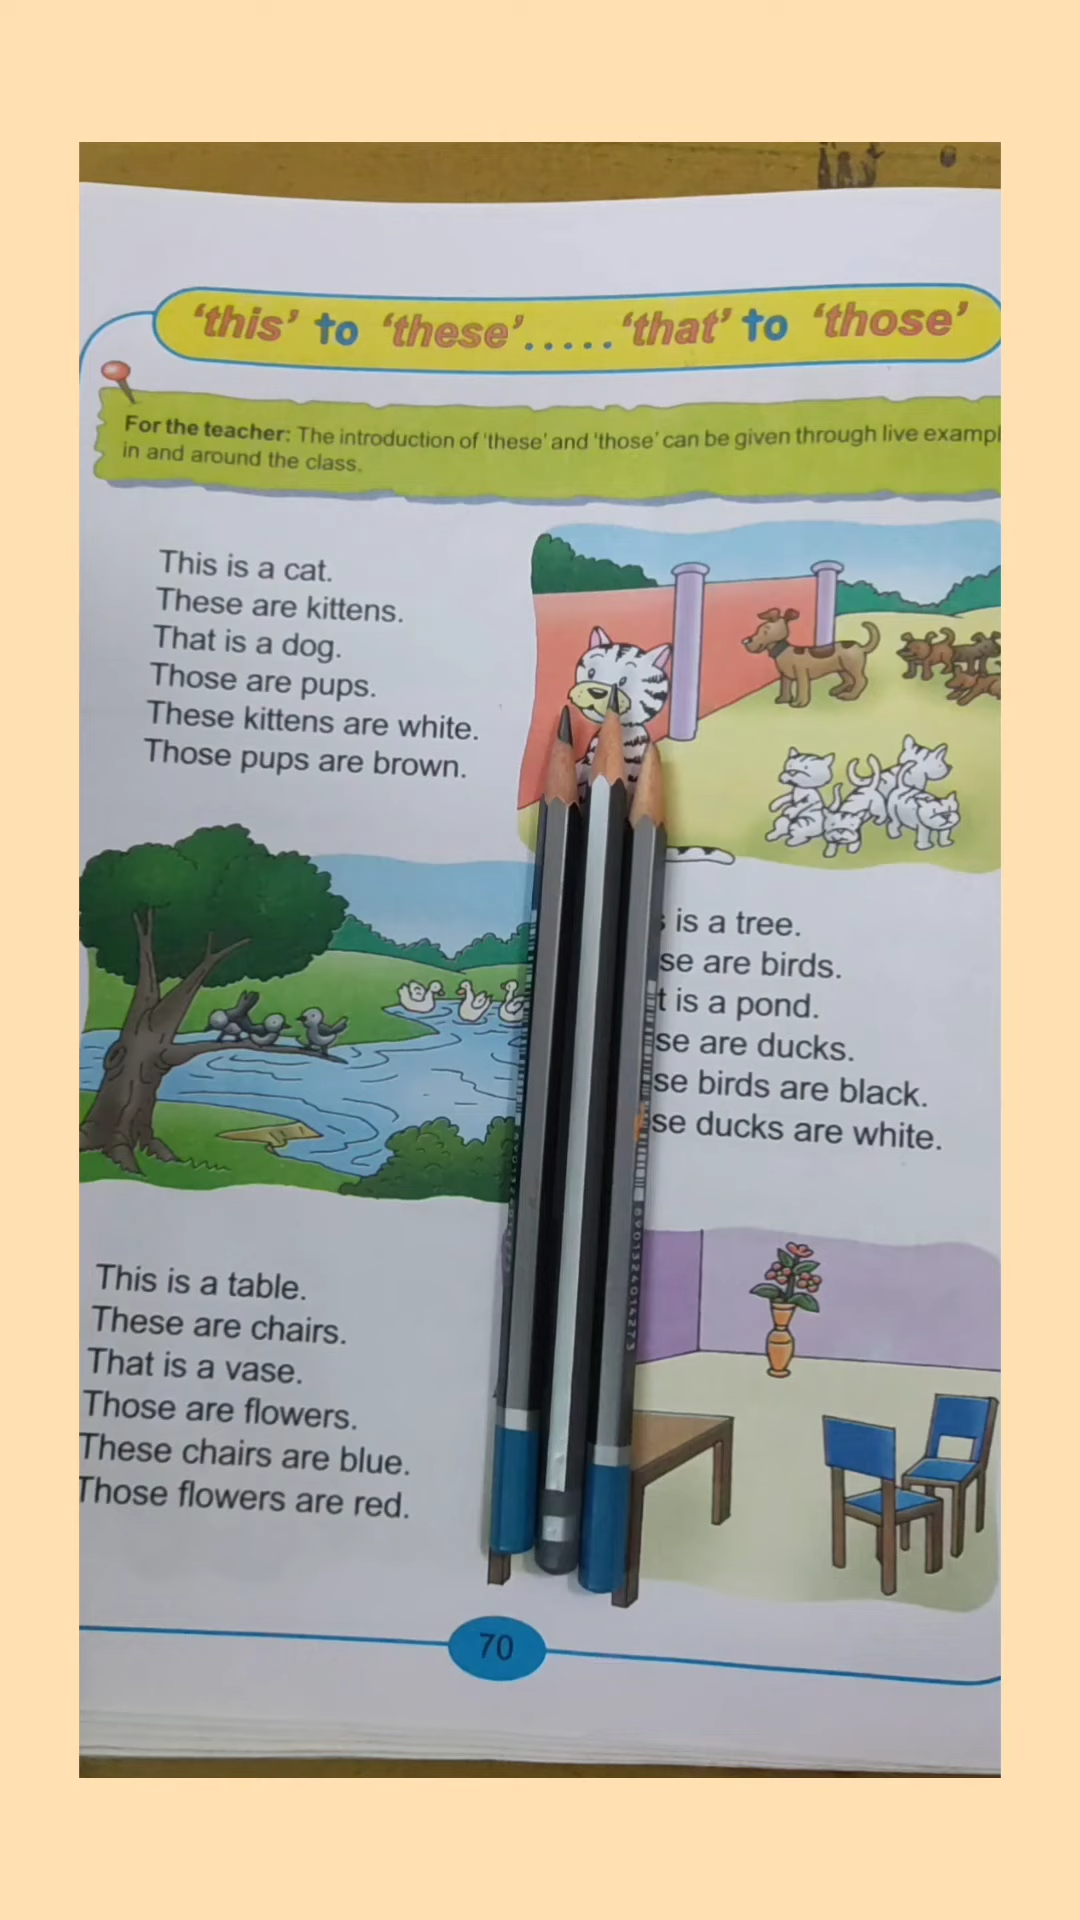 'this' to 'these'.....'that' to 'those'
For the teacher: The introduction of 'these' and 'those' can be given through live exampl
in and around the class.
This is a cat.
These are kittens.
That is a dog.
Those are pups.
These kittens are white.
Those pups are brown.
s is a tree.
se are birds.
t is a pond.
se are ducks.
se birds are black.
se ducks are white.
8901324014273
This is a table.
These are chairs.
That is a vase.
Those are flowers.
These chairs are blue.
Those flowers are red.
70